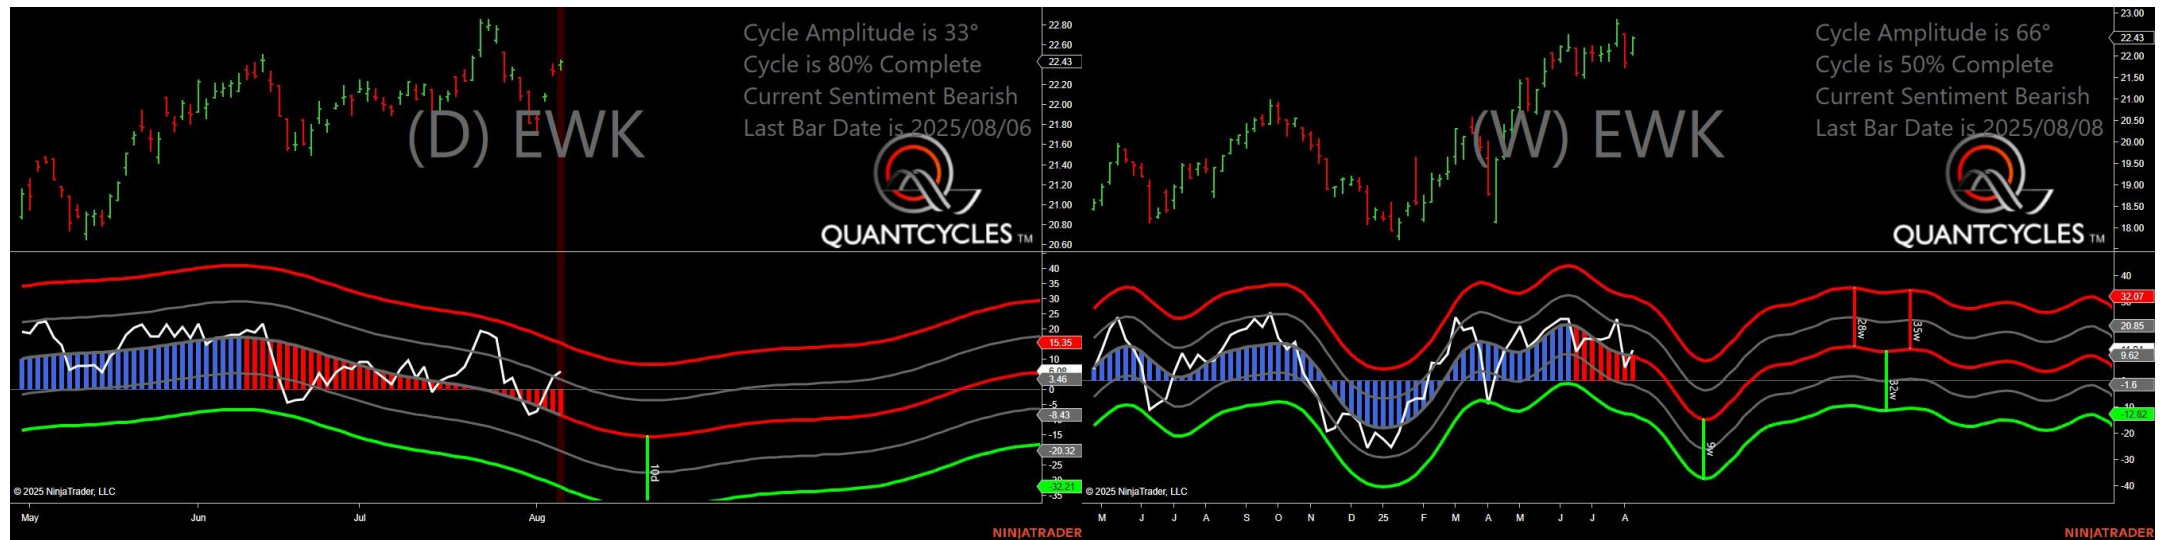 Cycle Amplitude is 33°
Cycle is 80% Complete
Current Sentiment Bearish
Last Bar Date is 2025/08/06
(D) EWK
QUANTCYCLES TM
22.80
22.60
22.43
22.20
22.00
21.80
21.60
21.40
21.20
21.00
20.80
20.60
40
35
30
25
20
15.35
10
6.08
3.46
0
-5
-8.43
-15
-20.32
-25
-32.21
-35
10d
© 2025 NinjaTrader, LLC
May Jun Jul Aug
NINJATRADER
Cycle Amplitude is 66°
Cycle is 50% Complete
Current Sentiment Bearish
Last Bar Date is 2025/08/08
(W) EWK
QUANTCYCLES TM
23.00
22.43
22.00
21.50
21.00
20.50
20.00
19.50
19.00
18.50
18.00
40
32.07
20.85
9.62
-1.6
-10
-12.82
-20
-30
-40
28w
35w
32w
9w
© 2025 NinjaTrader, LLC
M J J A S O N D 25 F M A M J J A
NINJATRADER